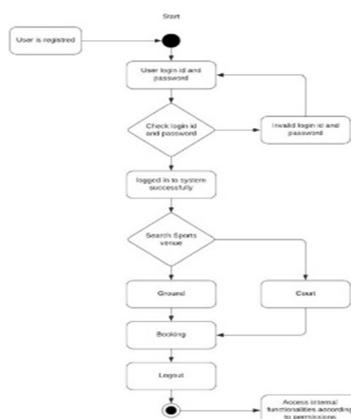 Start
User is registred
User login id and
password
Check login id
and password
Invalid login id and
password
logged in to system
successfully
Search Sports
venue
Ground
Court
Booking
Logout
Access internal
functionalities according
to permissions